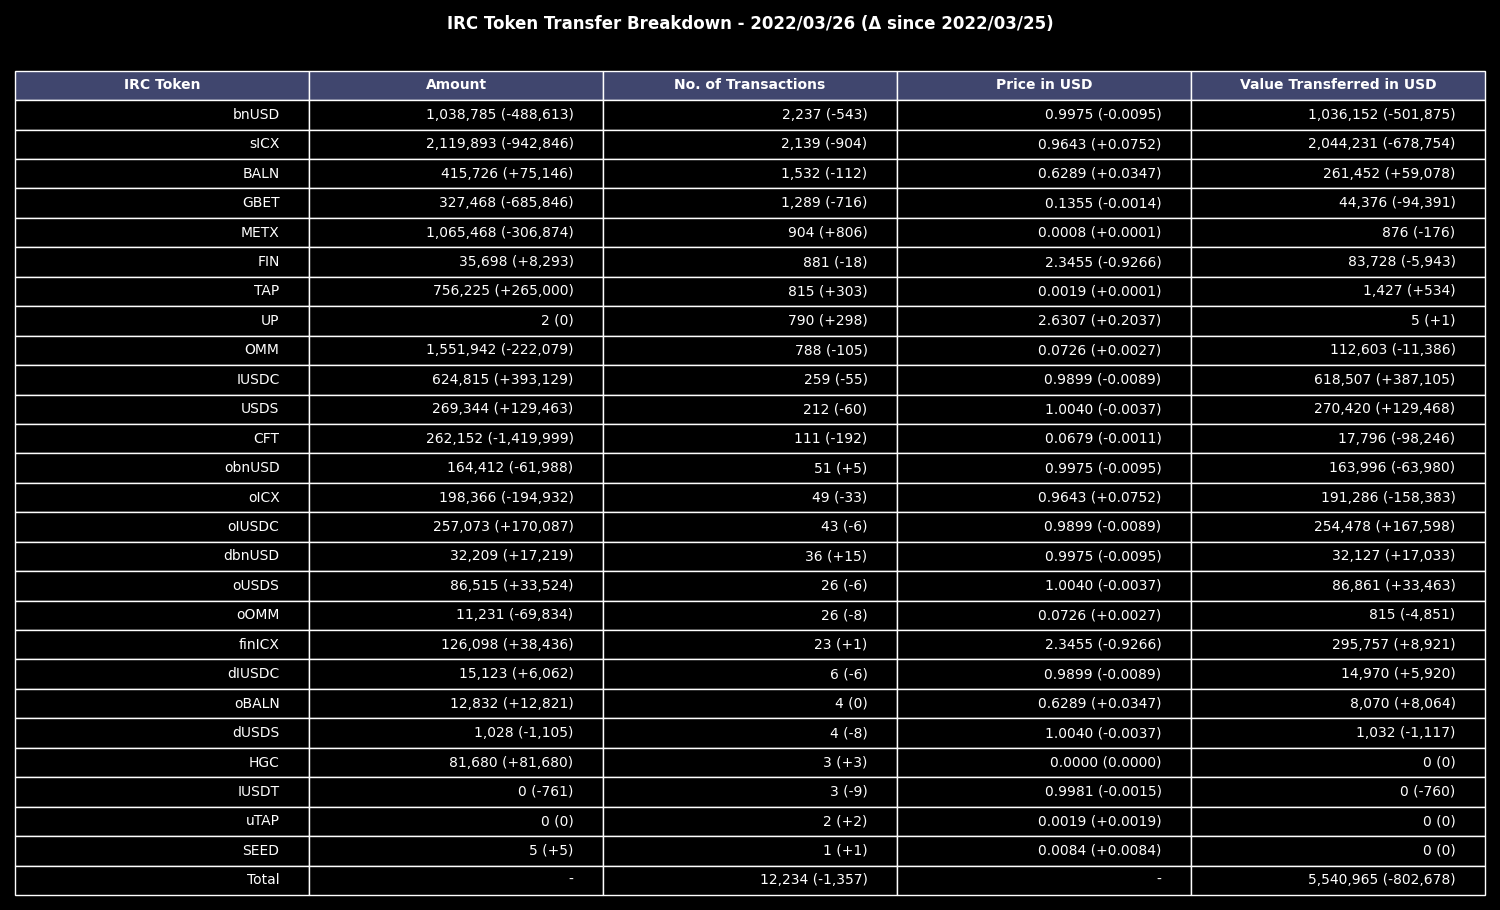 IRC Token Transfer Breakdown - 2022/03/26 (Δ since 2022/03/25)
IRC Token Amount No. of Transactions Price in USD Value Transferred in USD
bnUSD 1,038,785 (-488,613) 2,237 (-543) 0.9975 (-0.0095) 1,036,152 (-501,875)
sICX 2,119,893 (-942,846) 2,139 (-904) 0.9643 (+0.0752) 2,044,231 (-678,754)
BALN 415,726 (+75,146) 1,532 (-112) 0.6289 (+0.0347) 261,452 (+59,078)
GBET 327,468 (-685,846) 1,289 (-716) 0.1355 (-0.0014) 44,376 (-94,391)
METX 1,065,468 (-306,874) 904 (+806) 0.0008 (+0.0001) 876 (-176)
FIN 35,698 (+8,293) 881 (-18) 2.3455 (-0.9266) 83,728 (-5,943)
TAP 756,225 (+265,000) 815 (+303) 0.0019 (+0.0001) 1,427 (+534)
UP 2 (0) 790 (+298) 2.6307 (+0.2037) 5 (+1)
OMM 1,551,942 (-222,079) 788 (-105) 0.0726 (+0.0027) 112,603 (-11,386)
IUSDC 624,815 (+393,129) 259 (-55) 0.9899 (-0.0089) 618,507 (+387,105)
USDS 269,344 (+129,463) 212 (-60) 1.0040 (-0.0037) 270,420 (+129,468)
CFT 262,152 (-1,419,999) 111 (-192) 0.0679 (-0.0011) 17,796 (-98,246)
obnUSD 164,412 (-61,988) 51 (+5) 0.9975 (-0.0095) 163,996 (-63,980)
oICX 198,366 (-194,932) 49 (-33) 0.9643 (+0.0752) 191,286 (-158,383)
oIUSDC 257,073 (+170,087) 43 (-6) 0.9899 (-0.0089) 254,478 (+167,598)
dbnUSD 32,209 (+17,219) 36 (+15) 0.9975 (-0.0095) 32,127 (+17,033)
oUSDS 86,515 (+33,524) 26 (-6) 1.0040 (-0.0037) 86,861 (+33,463)
oOMM 11,231 (-69,834) 26 (-8) 0.0726 (+0.0027) 815 (-4,851)
finICX 126,098 (+38,436) 23 (+1) 2.3455 (-0.9266) 295,757 (+8,921)
dIUSDC 15,123 (+6,062) 6 (-6) 0.9899 (-0.0089) 14,970 (+5,920)
oBALN 12,832 (+12,821) 4 (0) 0.6289 (+0.0347) 8,070 (+8,064)
dUSDS 1,028 (-1,105) 4 (-8) 1.0040 (-0.0037) 1,032 (-1,117)
HGC 81,680 (+81,680) 3 (+3) 0.0000 (0.0000) 0 (0)
IUSDT 0 (-761) 3 (-9) 0.9981 (-0.0015) 0 (-760)
uTAP 0 (0) 2 (+2) 0.0019 (+0.0019) 0 (0)
SEED 5 (+5) 1 (+1) 0.0084 (+0.0084) 0 (0)
Total - 12,234 (-1,357) - 5,540,965 (-802,678)